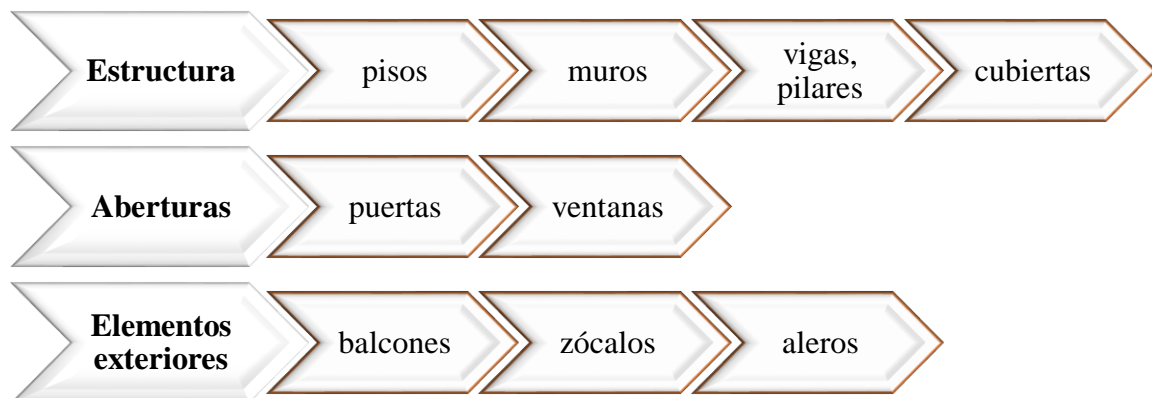 Estructura
pisos
muros
vigas,
pilares
cubiertas
Aberturas
puertas
ventanas
Elementos
exteriores
balcones
zócalos
aleros